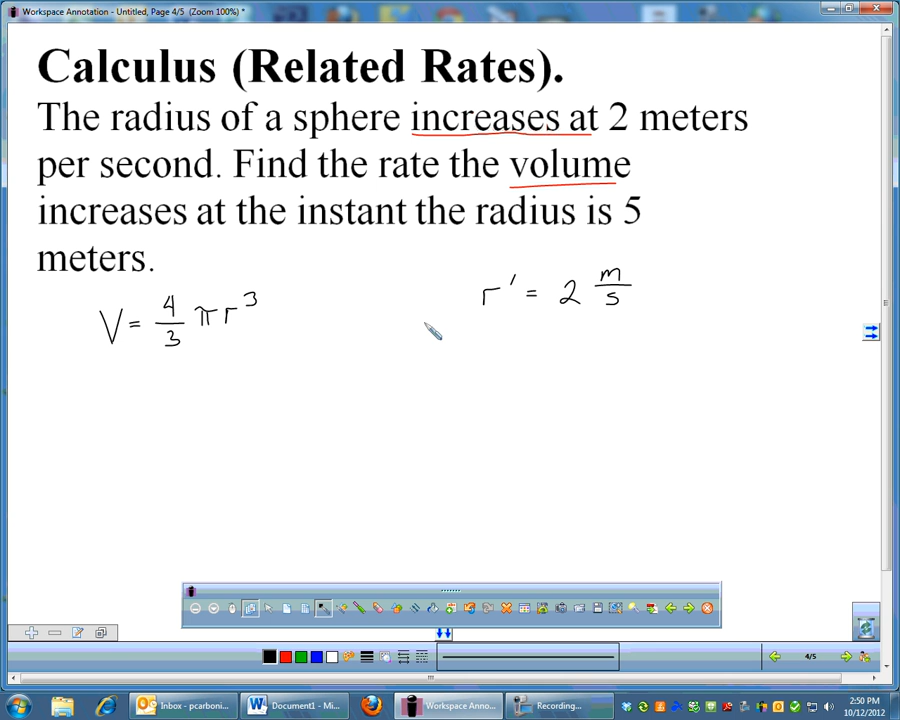 Workspace Annotation - Untitled, Page 4/5 (Zoom 100%) *
Calculus (Related Rates).
The radius of a sphere increases at 2 meters
per second. Find the rate the volume
increases at the instant the radius is 5
meters.
V = 4/3 πr³
r' = 2 m/s
4/5
Inbox - pcarboni...
Document1 - Mi...
Workspace Anno...
Recording...
2:50 PM
10/12/2012